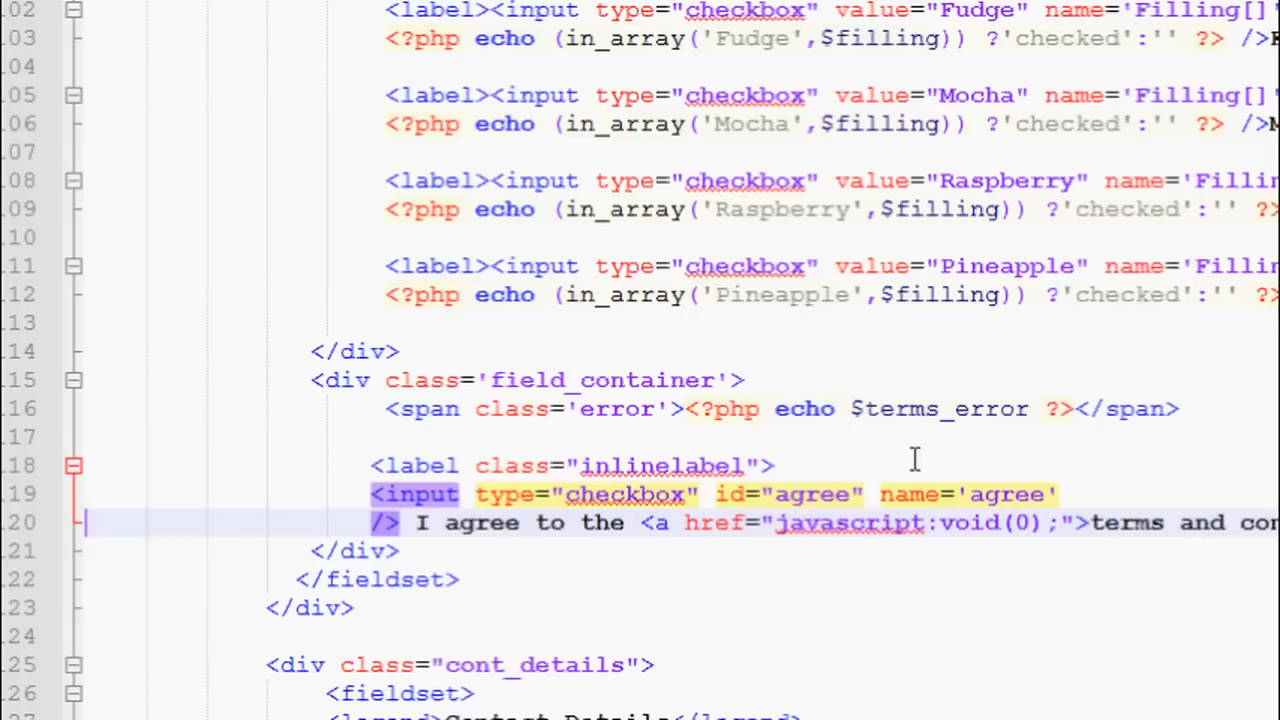 02 <label><input type="checkbox" value="Fudge" name='Filling[]'
03 <?php echo (in_array('Fudge',$filling)) ?'checked':'' ?> />
04
05 <label><input type="checkbox" value="Mocha" name='Filling[]'
06 <?php echo (in_array('Mocha',$filling)) ?'checked':'' ?> />M
07
08 <label><input type="checkbox" value="Raspberry" name='Fillin
09 <?php echo (in_array('Raspberry',$filling)) ?'checked':'' ?>
10
11 <label><input type="checkbox" value="Pineapple" name='Fillin
12 <?php echo (in_array('Pineapple',$filling)) ?'checked':'' ?>
13
14 </div>
15 <div class='field_container'>
16 <span class='error'><?php echo $terms_error ?></span>
17
18 <label class="inlinelabel">
19 <input type="checkbox" id="agree" name='agree'
20 /> I agree to the <a href="javascript:void(0);">terms and con
21 </div>
22 </fieldset>
23 </div>
24
25 <div class="cont_details">
26 <fieldset>
27 <legend>Contact Details</legend>